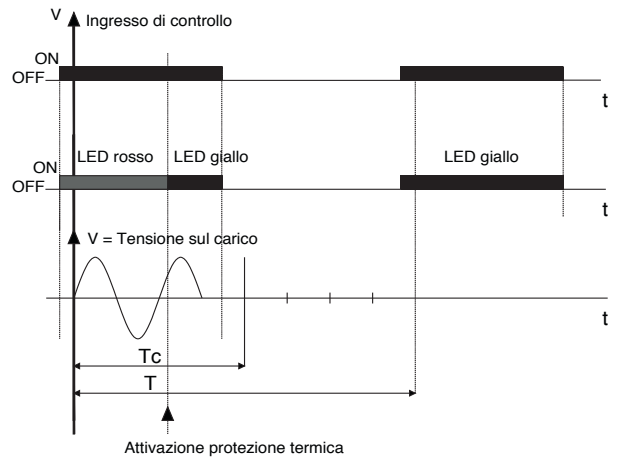 V
Ingresso di controllo
ON
OFF
t
LED rosso
LED giallo
LED giallo
ON
OFF
t
V = Tensione sul carico
t
Tc
T
Attivazione protezione termica